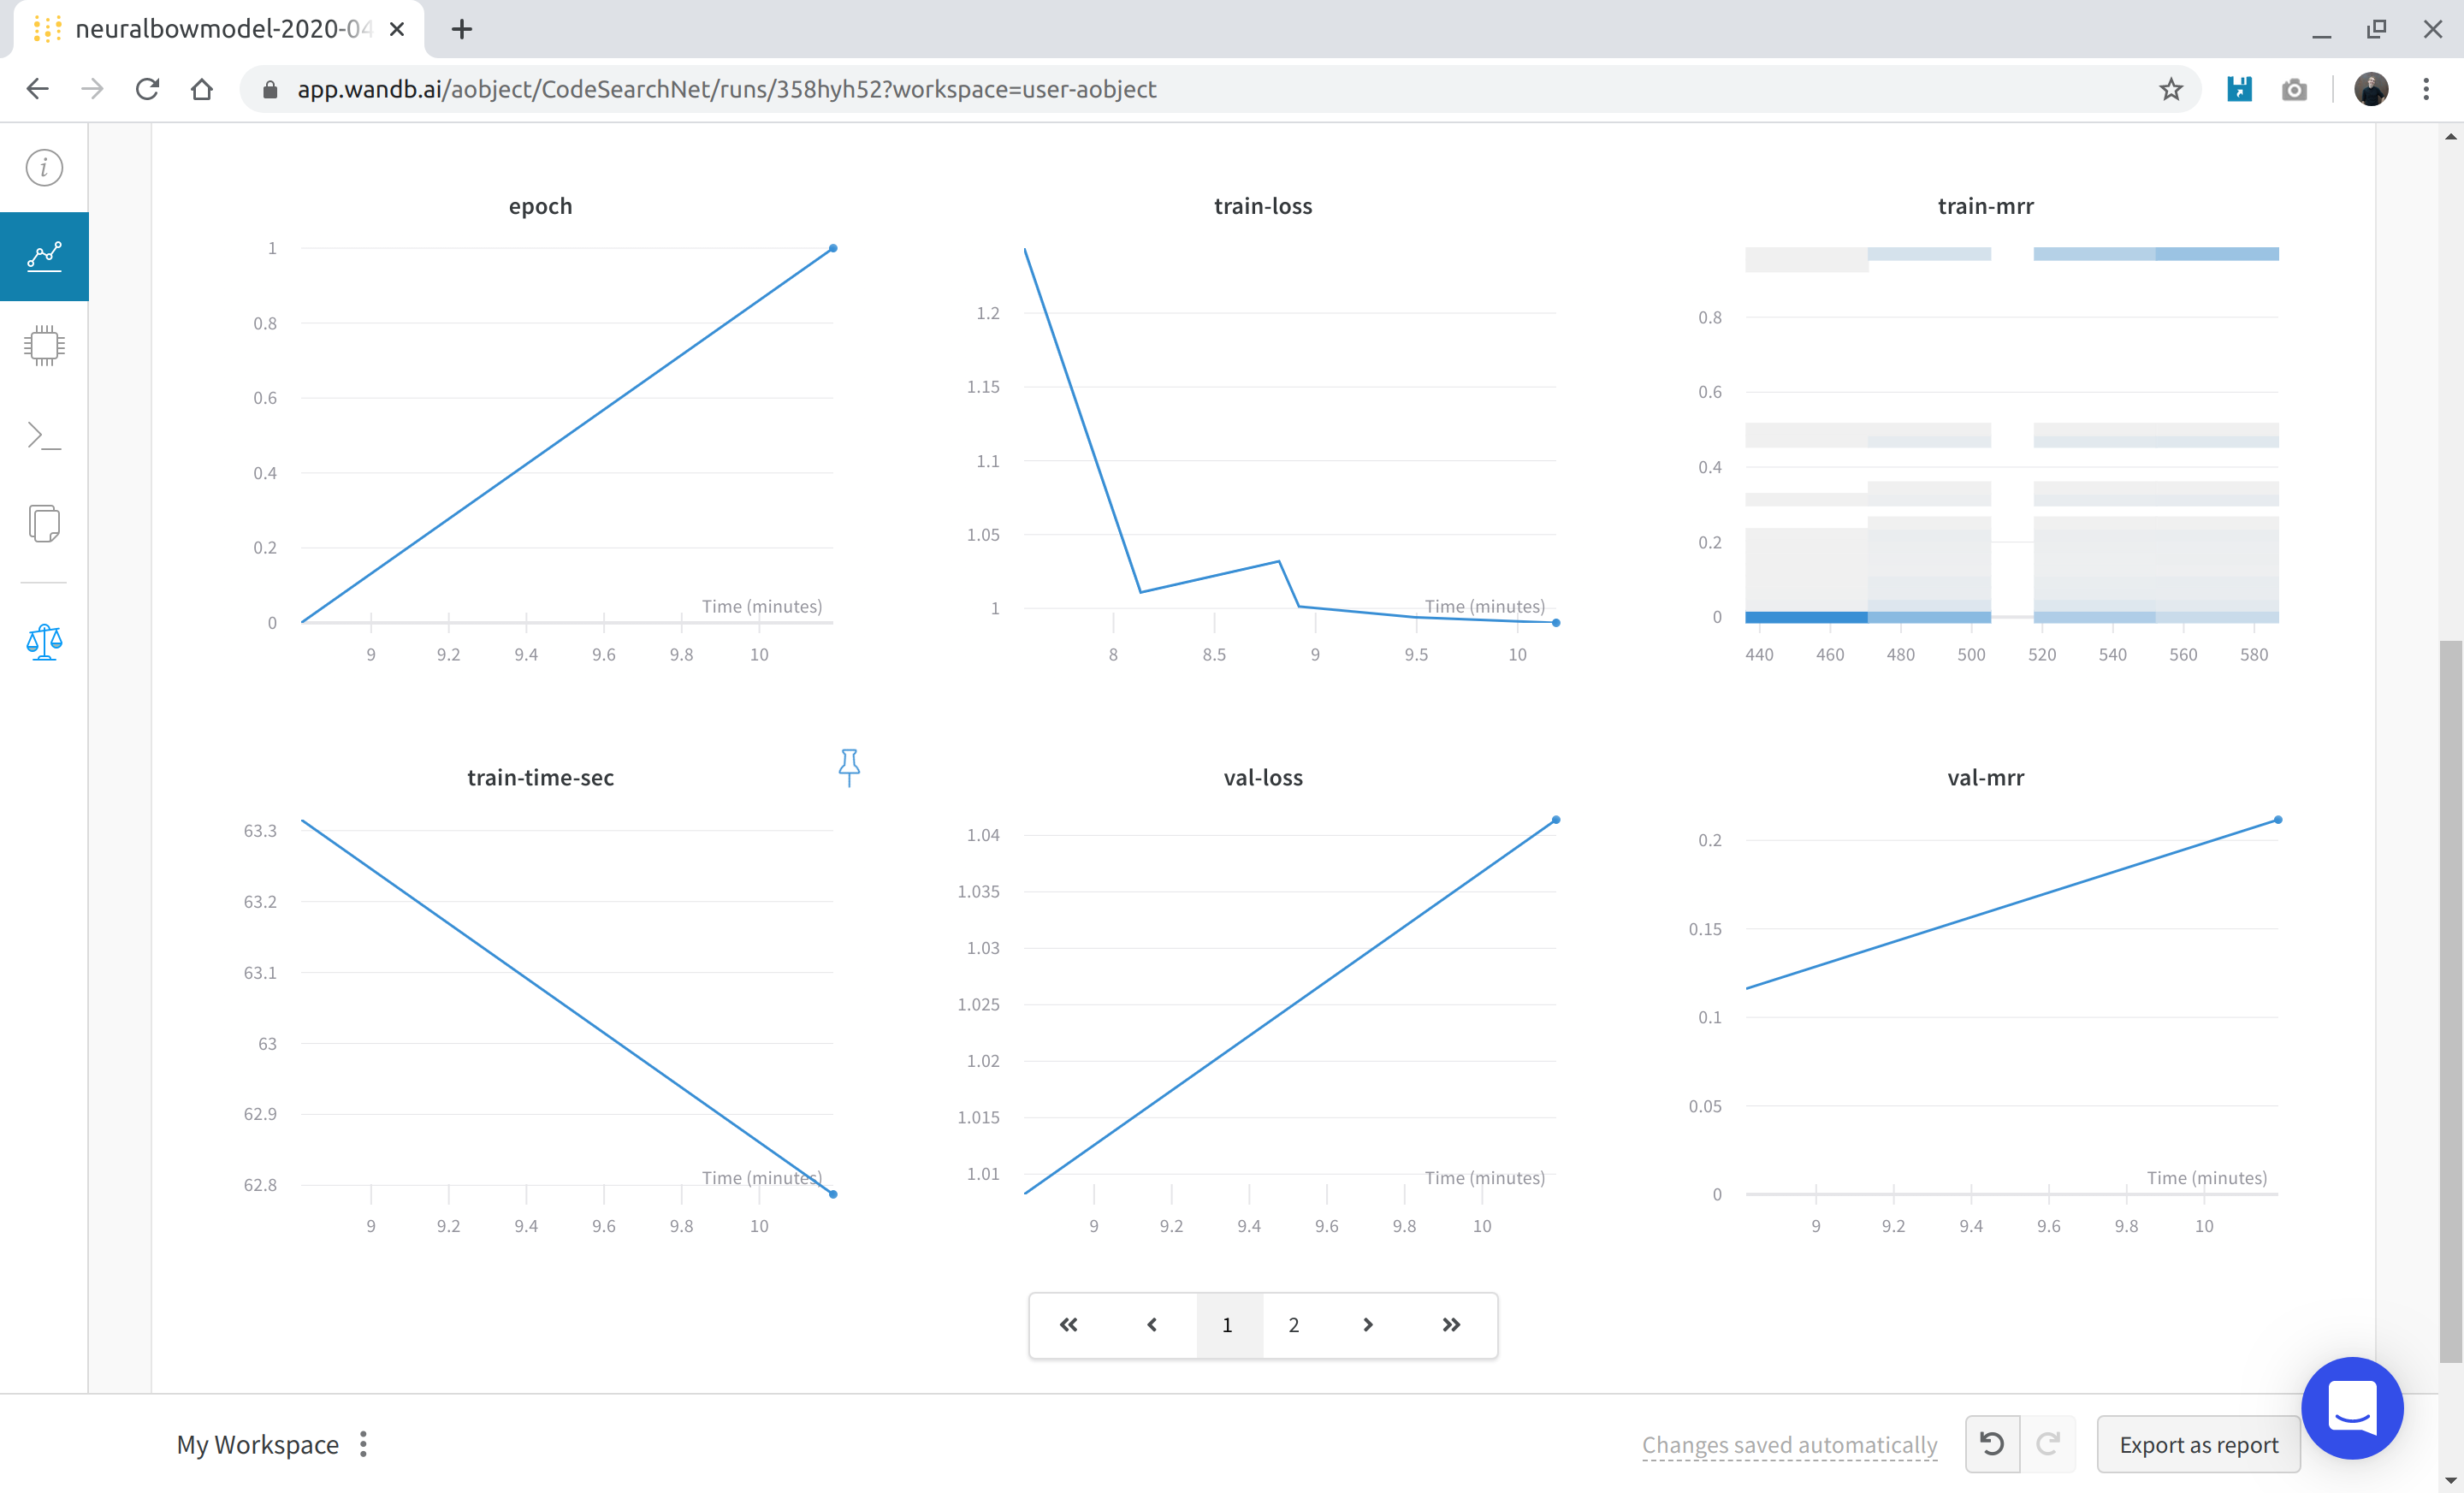 neuralbowmodel-2020-04
app.wandb.ai/aobject/CodeSearchNet/runs/358hyh52?workspace=user-aobject
epoch
1
0.8
0.6
0.4
0.2
0
Time (minutes)
9 9.2 9.4 9.6 9.8 10
train-loss
1.2
1.15
1.1
1.05
1
Time (minutes)
8 8.5 9 9.5 10
train-mrr
0.8
0.6
0.4
0.2
0
440 460 480 500 520 540 560 580
train-time-sec
63.3
63.2
63.1
63
62.9
62.8
Time (minutes)
9 9.2 9.4 9.6 9.8 10
val-loss
1.04
1.035
1.03
1.025
1.02
1.015
1.01
Time (minutes)
9 9.2 9.4 9.6 9.8 10
val-mrr
0.2
0.15
0.1
0.05
0
Time (minutes)
9 9.2 9.4 9.6 9.8 10
1 2
My Workspace
Changes saved automatically
Export as report